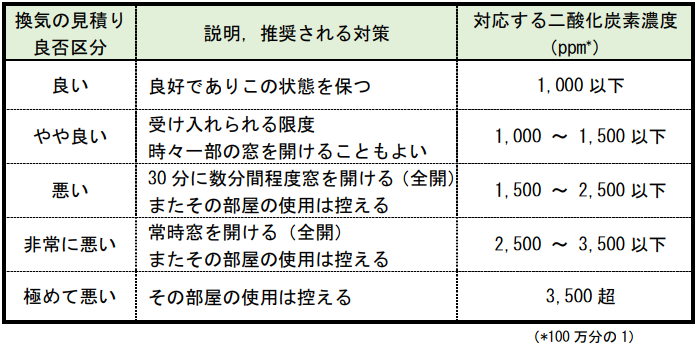 換気の見積り
良否区分
説明，推奨される対策
対応する二酸化炭素濃度
（ppm*）
良い
良好でありこの状態を保つ
1,000 以下
やや良い
受け入れられる限度
時々一部の窓を開けることもよい
1,000 ～ 1,500 以下
悪い
30 分に数分間程度窓を開ける（全開）
またその部屋の使用は控える
1,500 ～ 2,500 以下
非常に悪い
常時窓を開ける（全開）
またその部屋の使用は控える
2,500 ～ 3,500 以下
極めて悪い
その部屋の使用は控える
3,500 超
（*100 万分の 1）